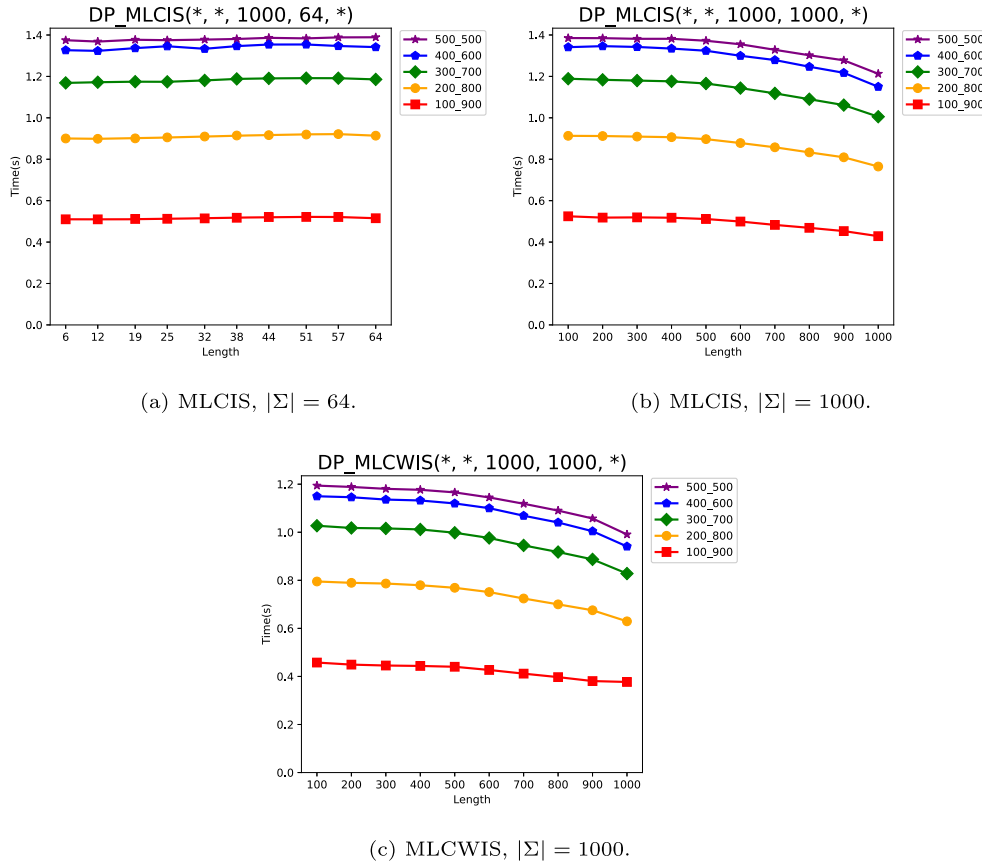 DP_MLCIS(*, *, 1000, 64, *)
1.4
1.2
1.0
0.8
0.6
0.4
0.2
0.0
Time(s)
6 12 19 25 32 38 44 51 57 64
Length
500_500
400_600
300_700
200_800
100_900
(a) MLCIS, |Σ| = 64.
DP_MLCIS(*, *, 1000, 1000, *)
1.4
1.2
1.0
0.8
0.6
0.4
0.2
0.0
Time(s)
100 200 300 400 500 600 700 800 900 1000
Length
500_500
400_600
300_700
200_800
100_900
(b) MLCIS, |Σ| = 1000.
DP_MLCWIS(*, *, 1000, 1000, *)
1.2
1.0
0.8
0.6
0.4
0.2
0.0
Time(s)
100 200 300 400 500 600 700 800 900 1000
Length
500_500
400_600
300_700
200_800
100_900
(c) MLCWIS, |Σ| = 1000.